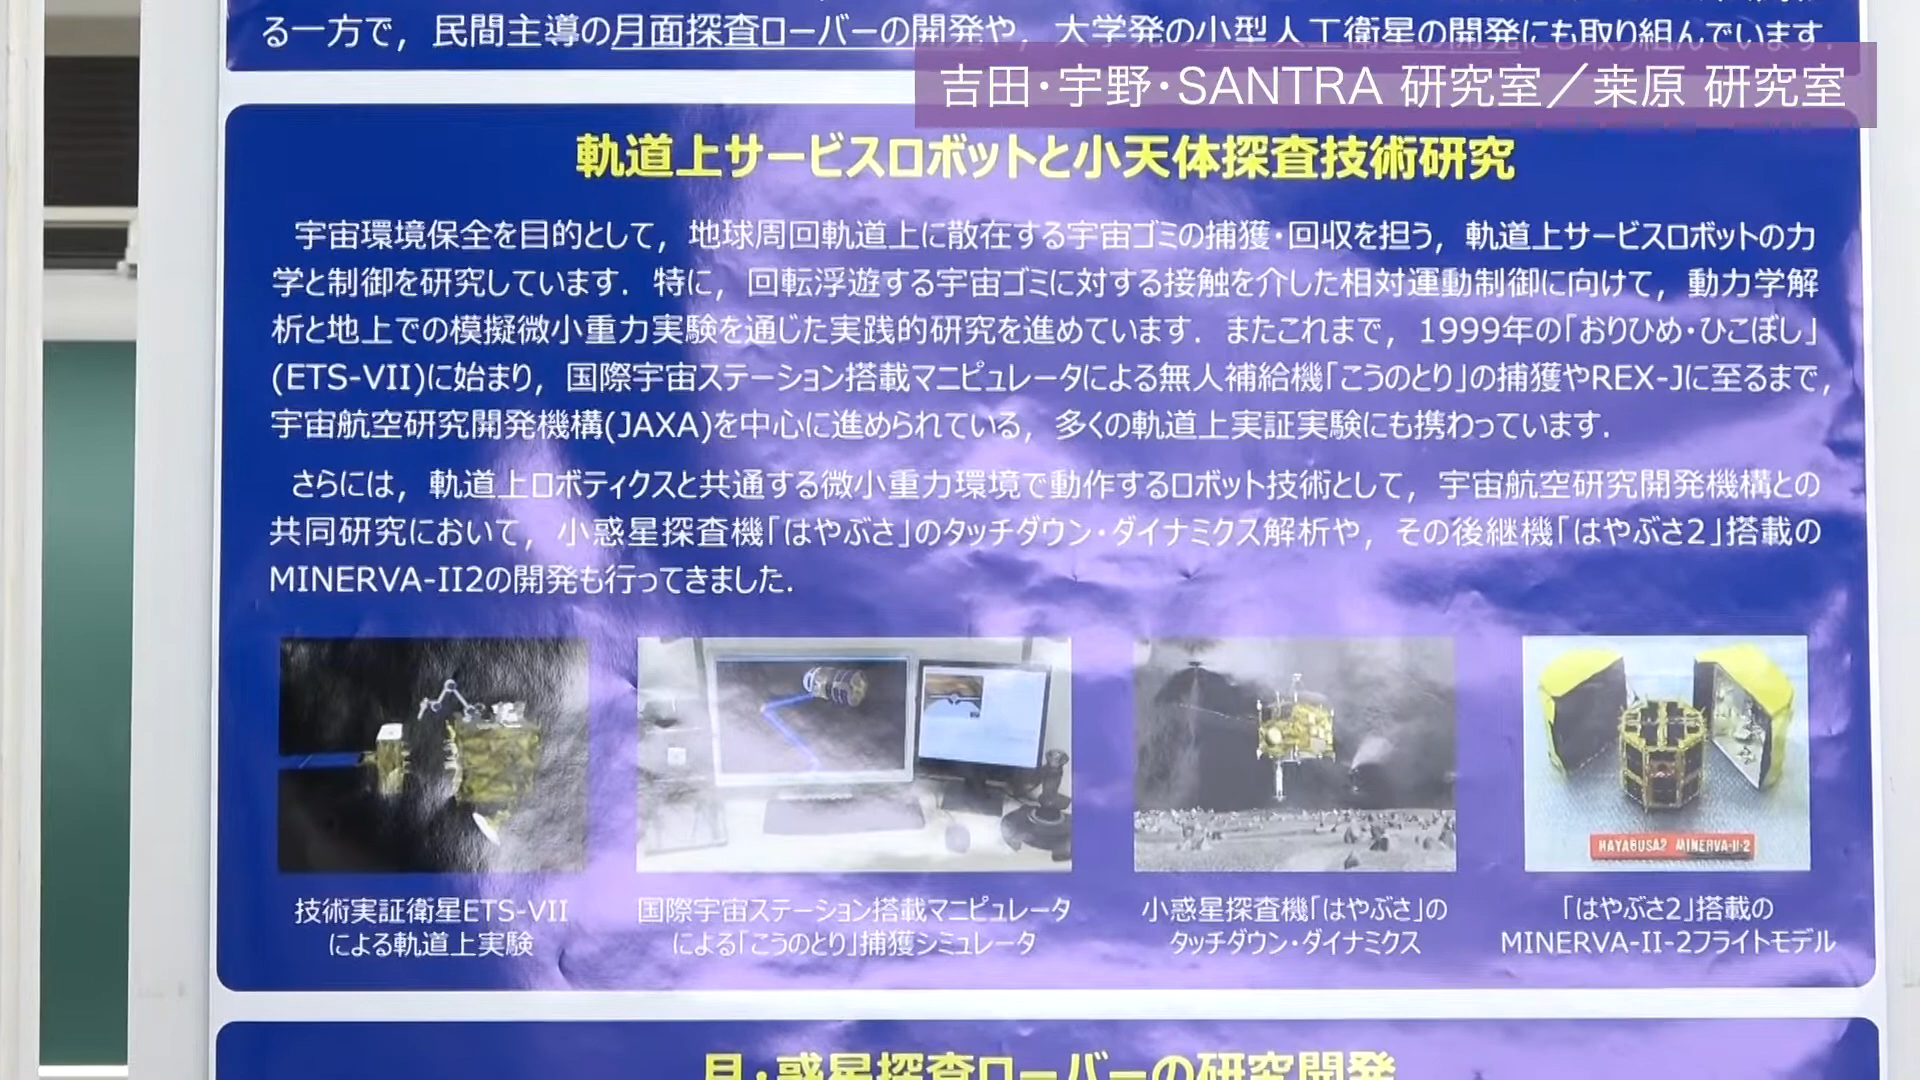 る一方で，民間主導の月面探査ローバーの開発や，大学発の小型人工衛星の開発にも取り組んでいます．
吉田・宇野・SANTRA 研究室／桒原 研究室
軌道上サービスロボットと小天体探査技術研究
宇宙環境保全を目的として，地球周回軌道上に散在する宇宙ゴミの捕獲・回収を担う，軌道上サービスロボットの力
学と制御を研究しています．特に，回転浮遊する宇宙ゴミに対する接触を介した相対運動制御に向けて，動力学解
析と地上での模擬微小重力実験を通じた実践的研究を進めています．またこれまで，1999年の「おりひめ・ひこぼし」
(ETS-VII)に始まり，国際宇宙ステーション搭載マニピュレータによる無人補給機「こうのとり」の捕獲やREX-Jに至るまで，
宇宙航空研究開発機構(JAXA)を中心に進められている，多くの軌道上実証実験にも携わっています．
さらには，軌道上ロボティクスと共通する微小重力環境で動作するロボット技術として，宇宙航空研究開発機構との
共同研究において，小惑星探査機「はやぶさ」のタッチダウン・ダイナミクス解析や，その後継機「はやぶさ2」搭載の
MINERVA-II2の開発も行ってきました．
HAYABUSA2 MINERVA-II-2
技術実証衛星ETS-VII
による軌道上実験
国際宇宙ステーション搭載マニピュレータ
による「こうのとり」捕獲シミュレータ
小惑星探査機「はやぶさ」の
タッチダウン・ダイナミクス
「はやぶさ2」搭載の
MINERVA-II-2フライトモデル
月・惑星探査ローバーの研究開発